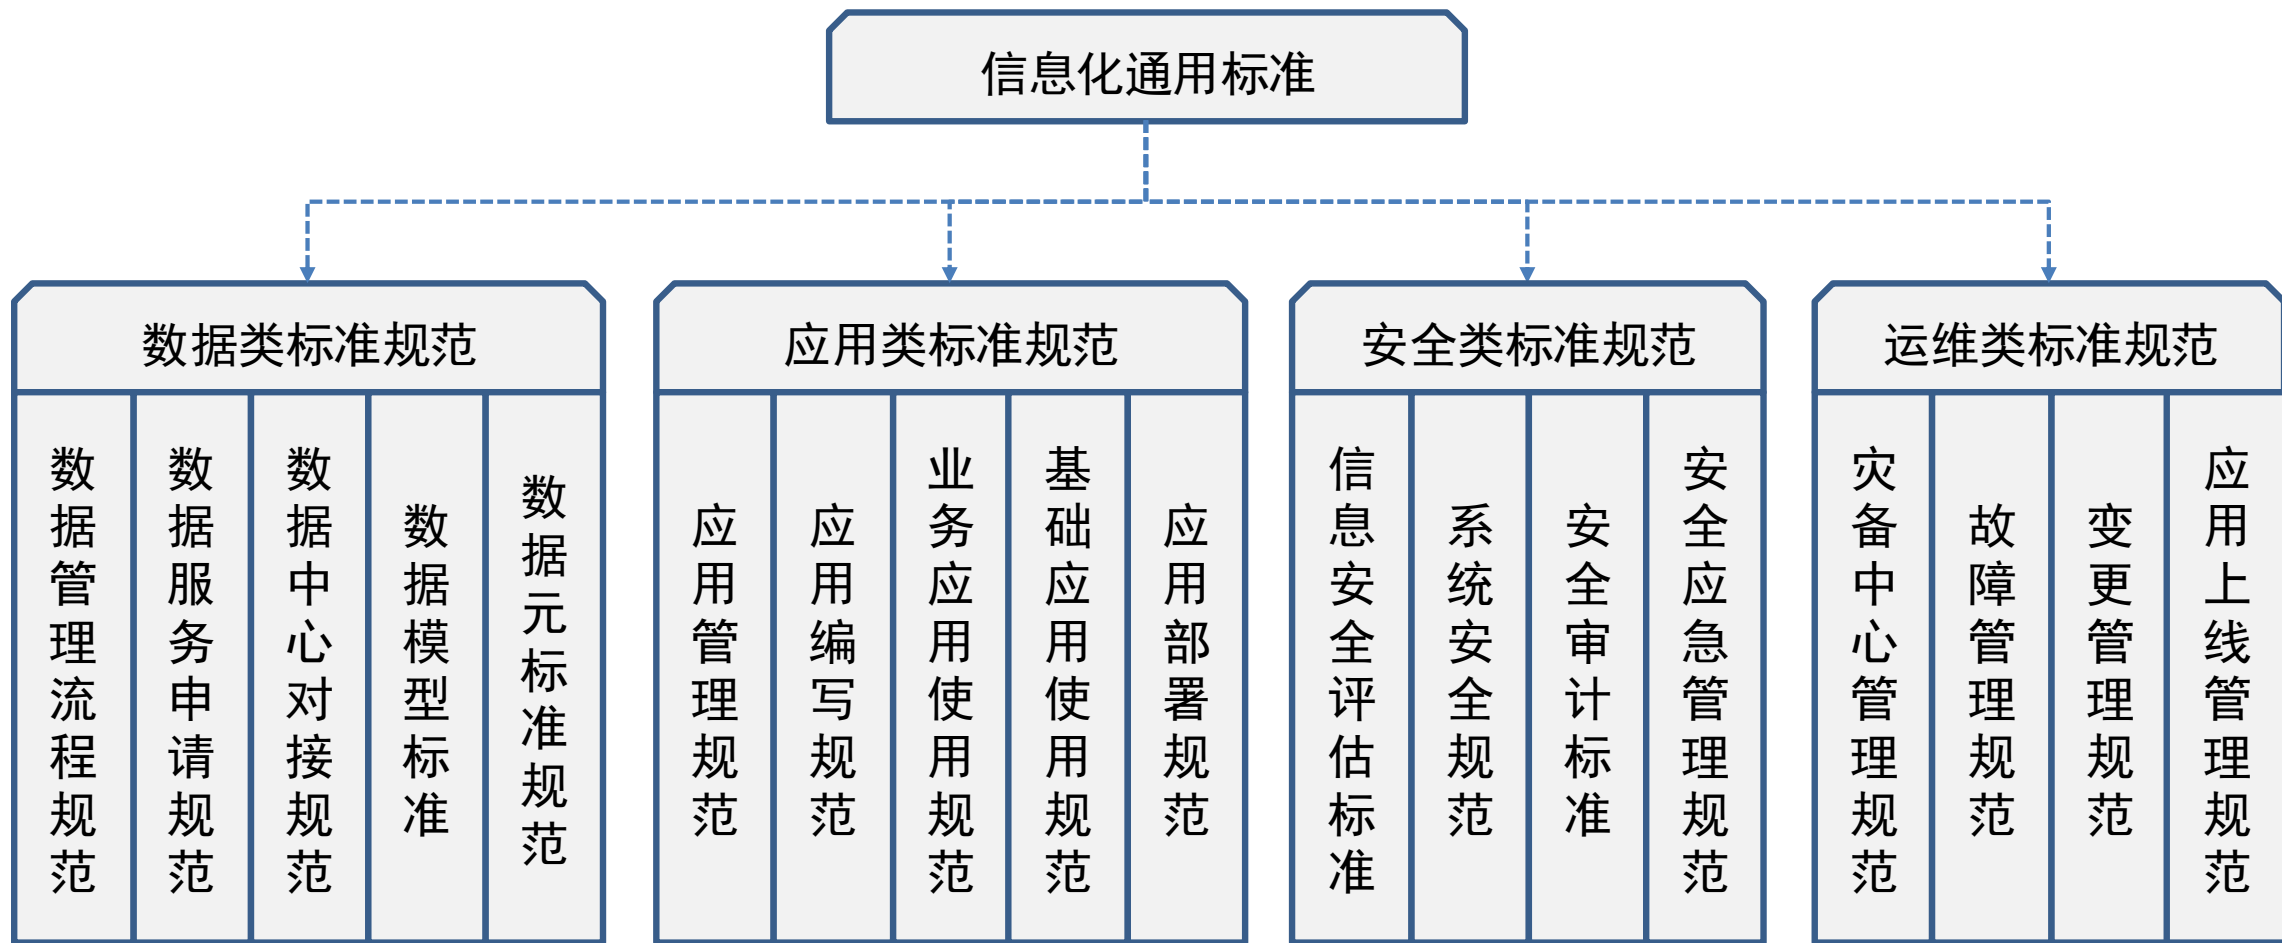 信息化通用标准
数据类标准规范
数据管理流程规范
数据服务申请规范
数据中心对接规范
数据模型标准
数据元标准规范
应用类标准规范
应用管理规范
应用编写规范
业务应用使用规范
基础应用使用规范
应用部署规范
安全类标准规范
信息安全评估标准
系统安全规范
安全审计标准
安全应急管理规范
运维类标准规范
灾备中心管理规范
故障管理规范
变更管理规范
应用上线管理规范